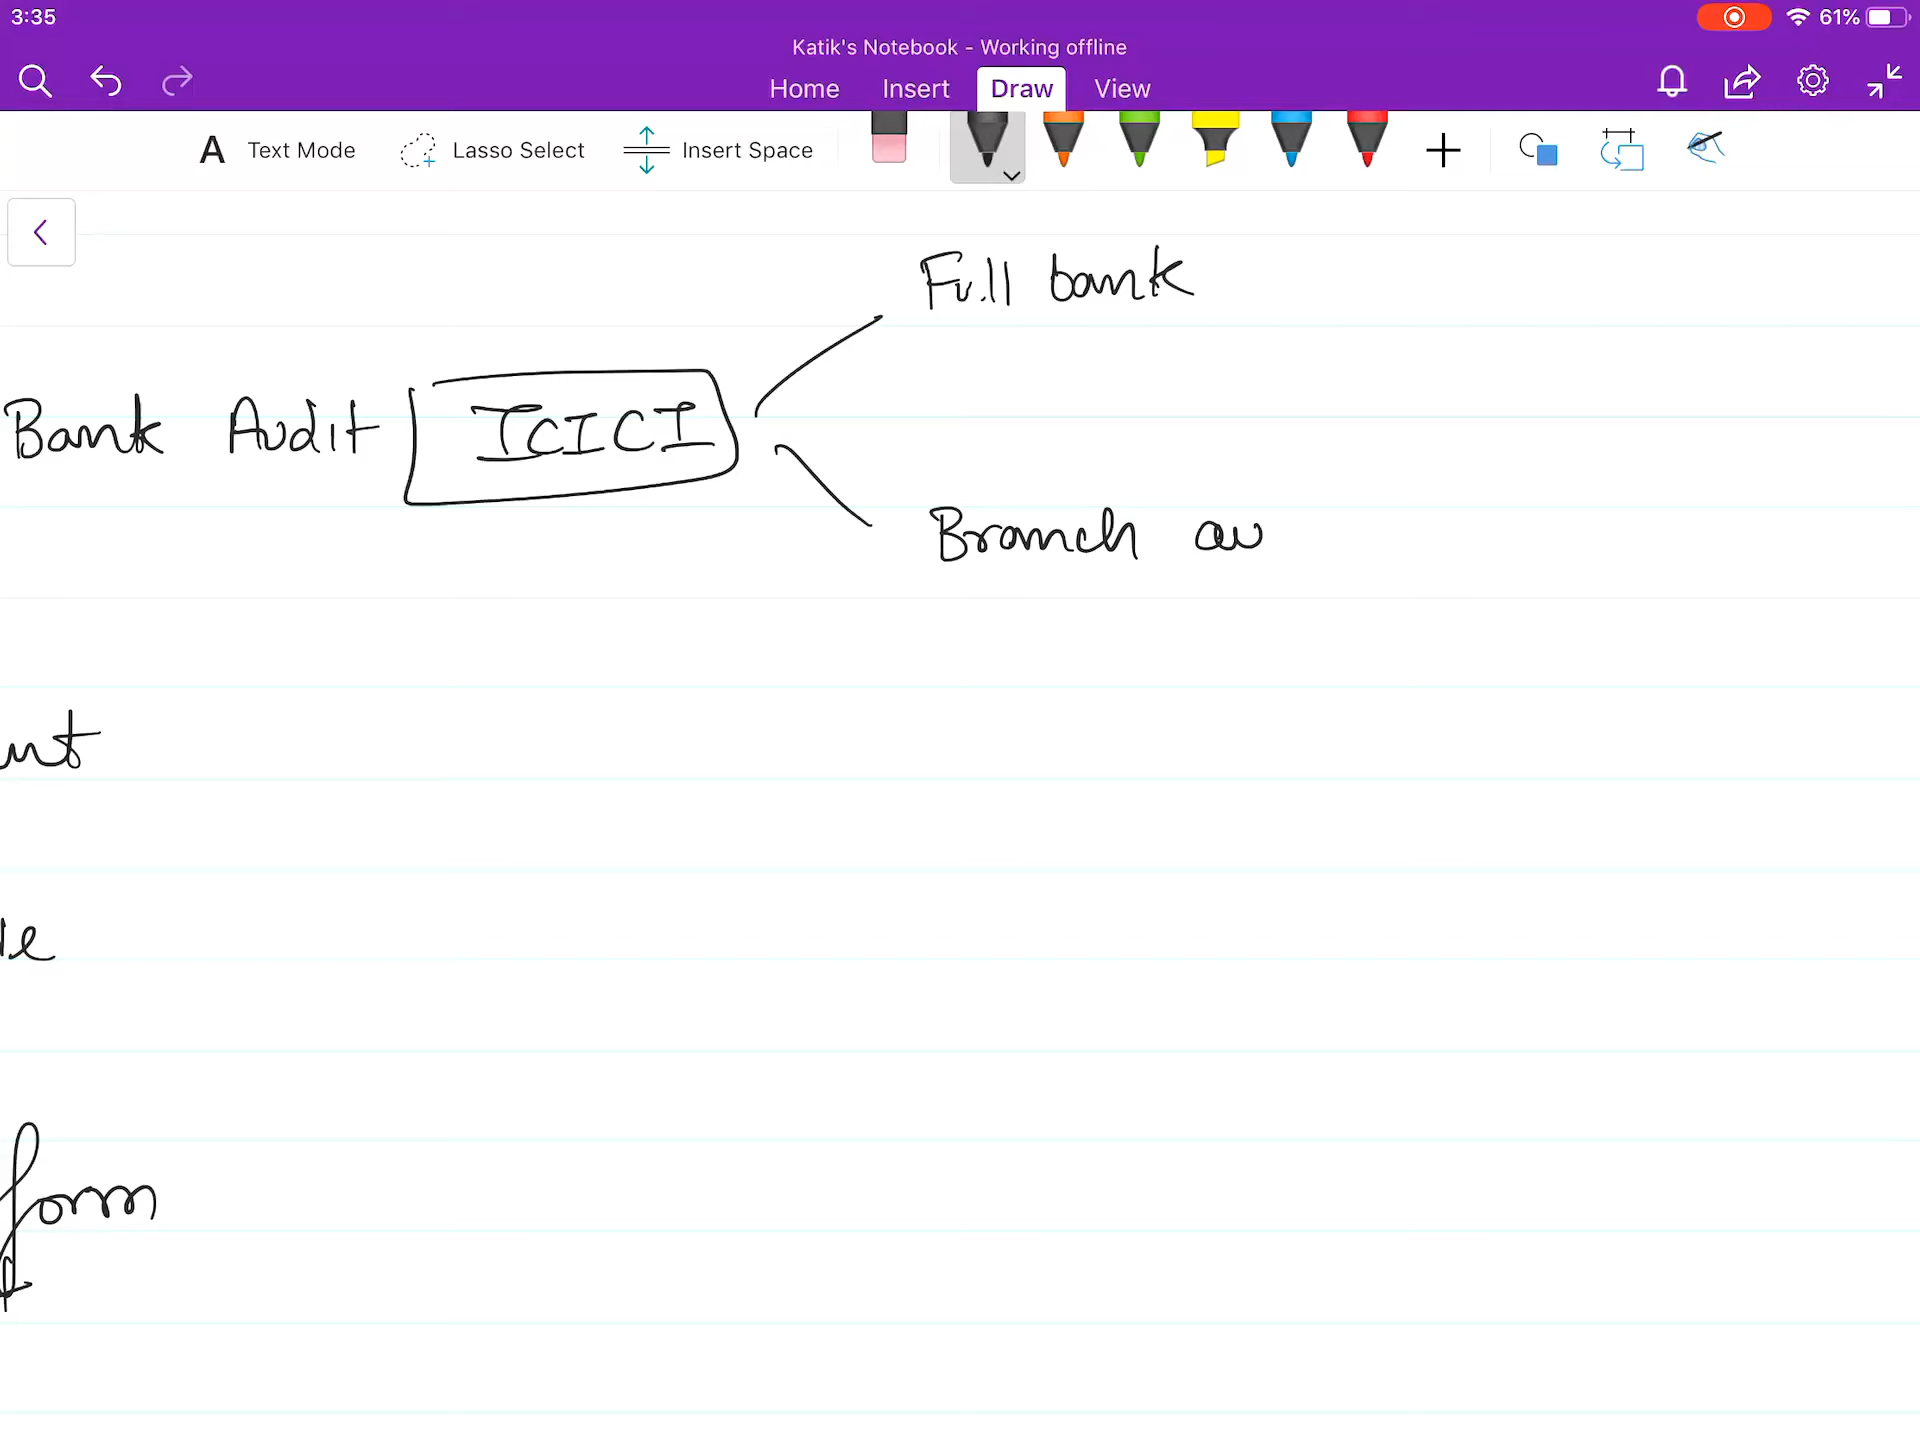 3:35
61%
Katik's Notebook - Working offline
Home Insert Draw View
A Text Mode Lasso Select Insert Space
Full bank
Bank Audit ICICI
Branch au
form